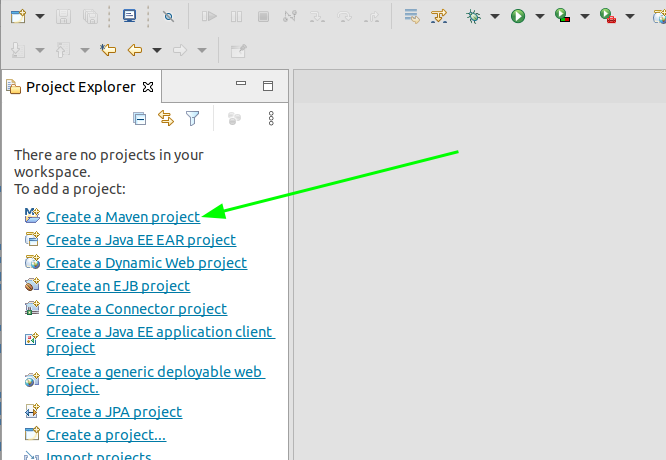 Project Explorer
There are no projects in your
workspace.
To add a project:
Create a Maven project
Create a Java EE EAR project
Create a Dynamic Web project
Create an EJB project
Create a Connector project
Create a Java EE application client
project
Create a generic deployable web
project.
Create a JPA project
Create a project...
Import projects